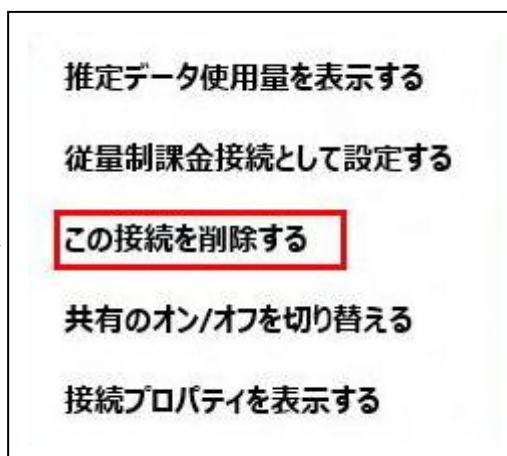 推定データ使用量を表示する
従量制課金接続として設定する
この接続を削除する
共有のオン/オフを切り替える
接続プロパティを表示する